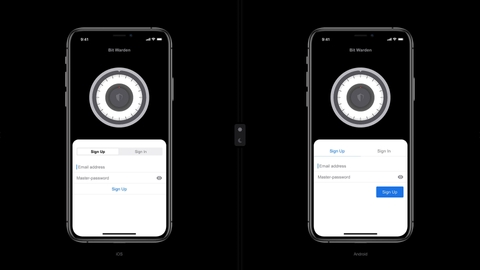 9:41
Bit Warden
Sign Up
Sign In
Email address
Master-password
Sign Up
iOS
9:41
Bit Warden
Sign Up
Sign In
Email address
Master-password
Sign Up
Android